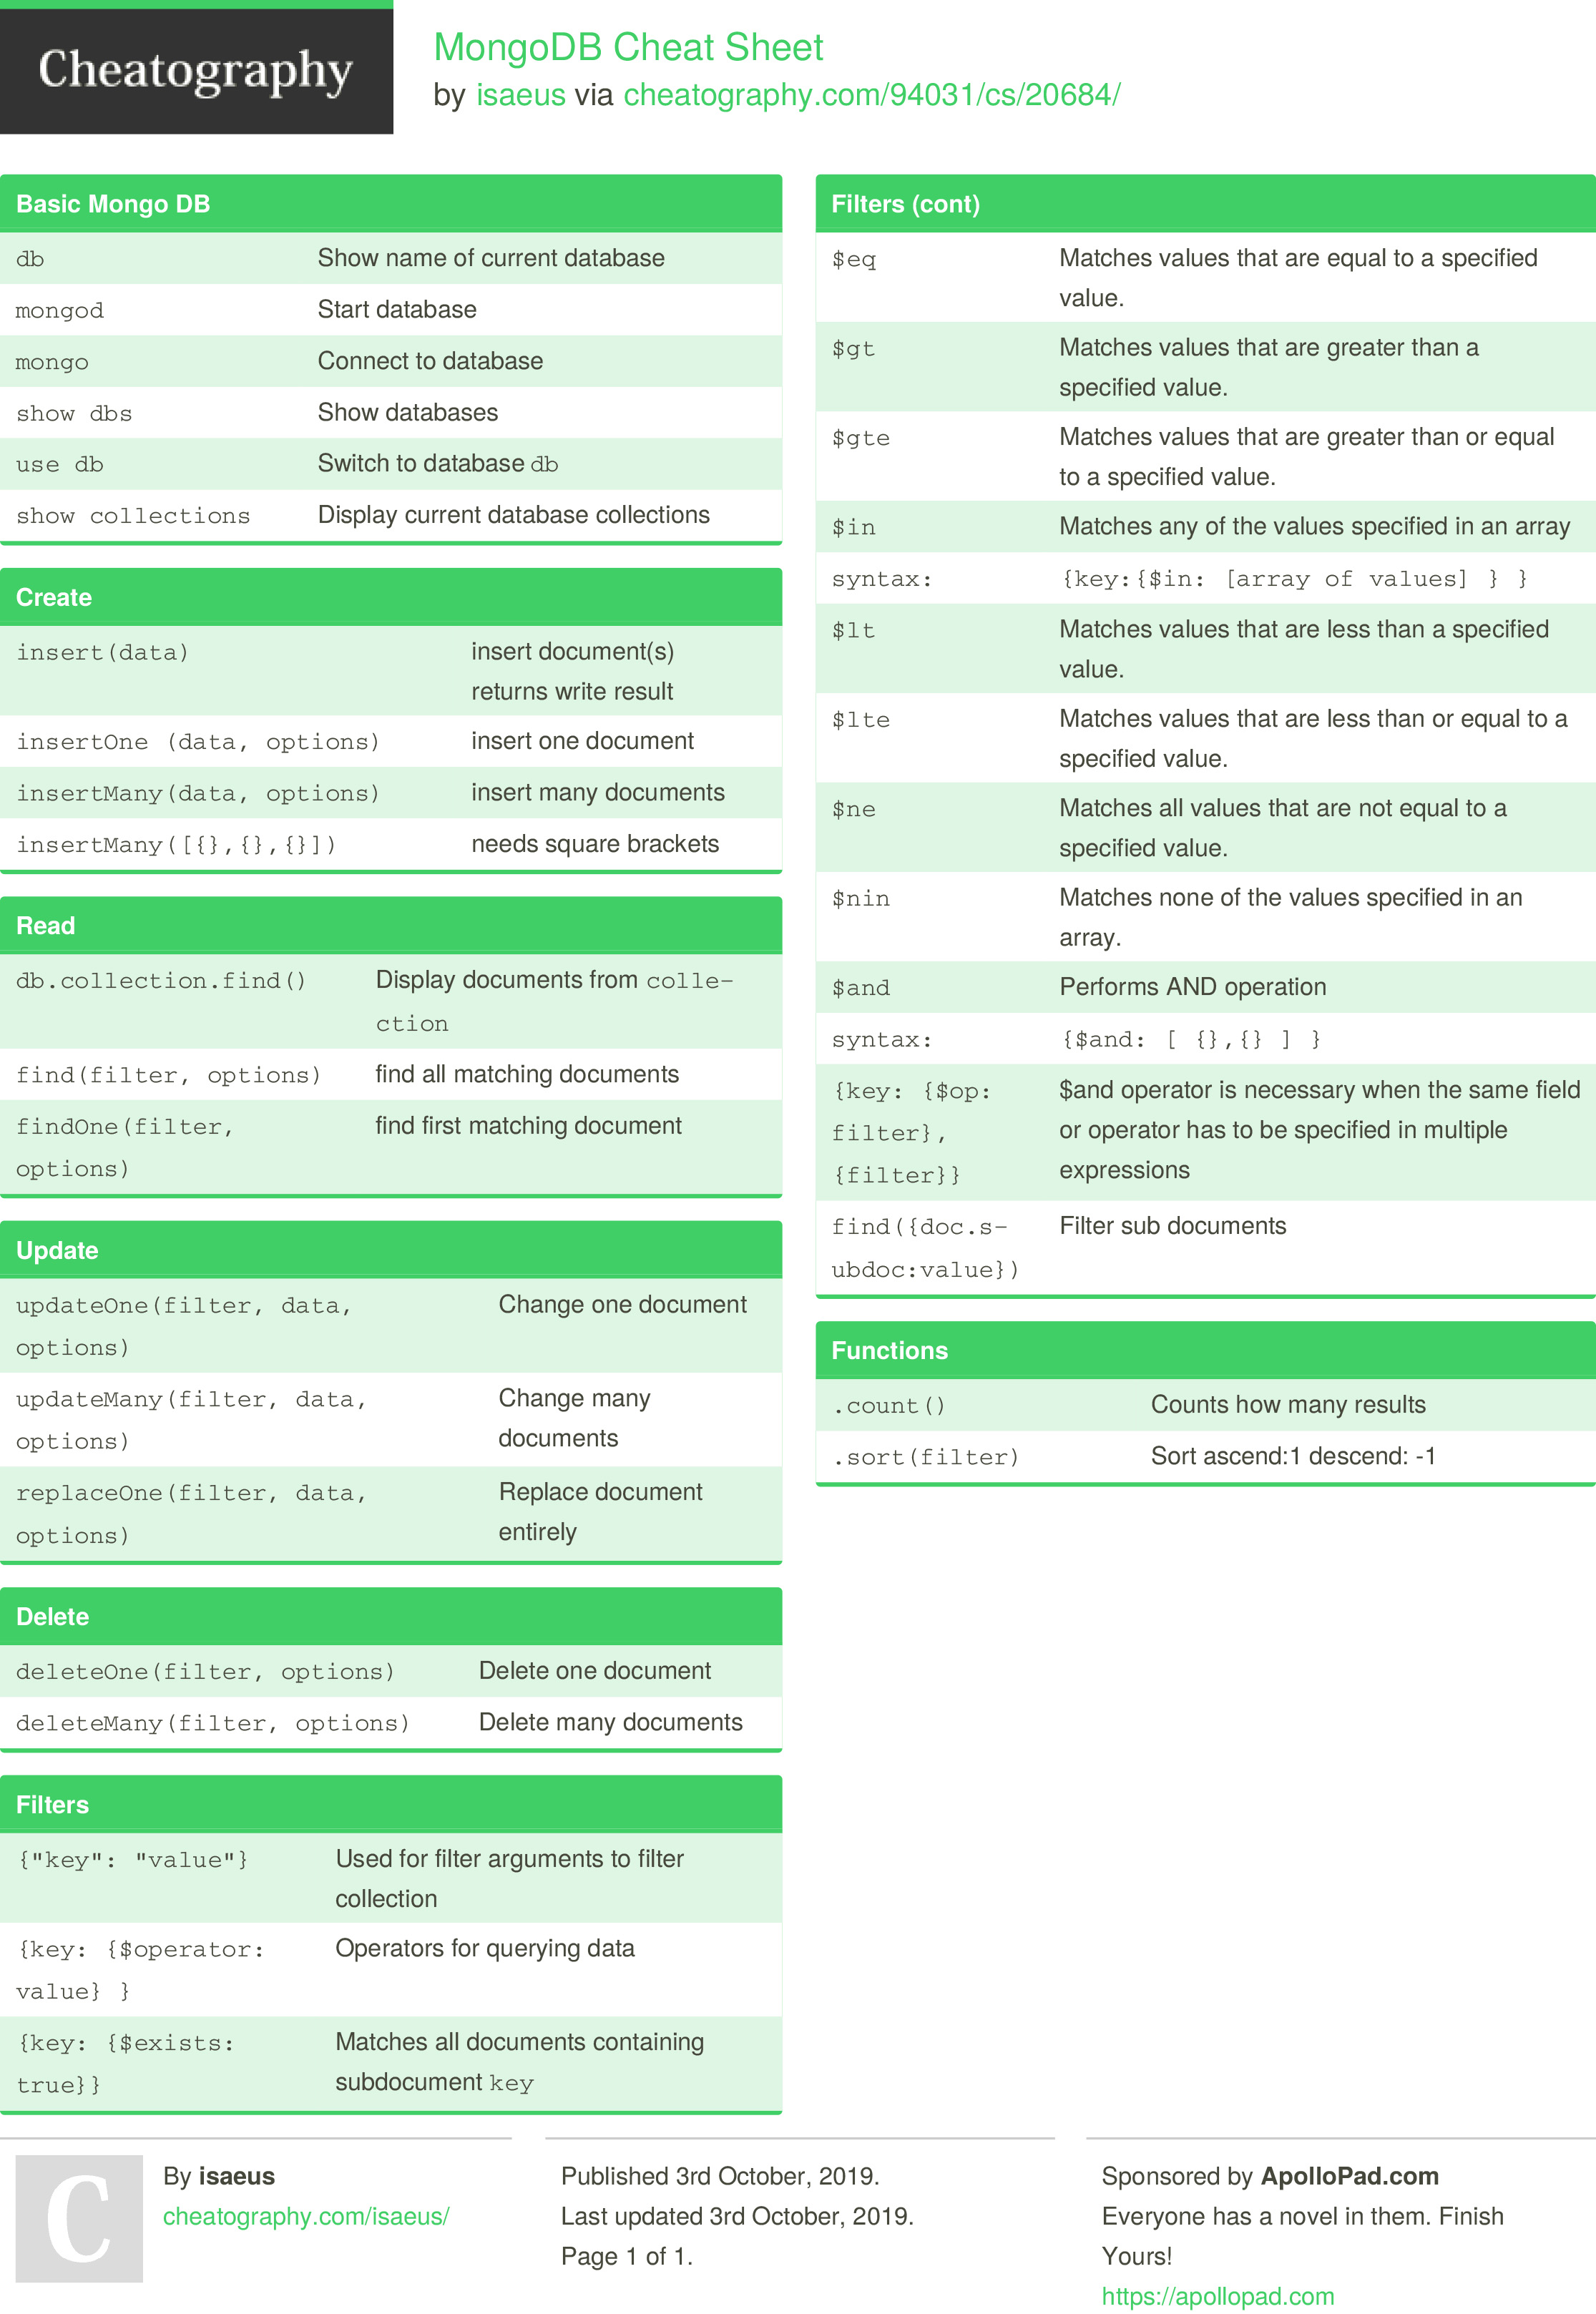 Cheatography
MongoDB Cheat Sheet
by isaeus via cheatography.com/94031/cs/20684/
Basic Mongo DB
db Show name of current database
mongod Start database
mongo Connect to database
show dbs Show databases
use db Switch to database db
show collections Display current database collections
Create
insert(data) insert document(s)
returns write result
insertOne (data, options) insert one document
insertMany(data, options) insert many documents
insertMany([{},{},{}]) needs square brackets
Read
db.collection.find() Display documents from colle-
ction
find(filter, options) find all matching documents
findOne(filter, find first matching document
options)
Update
updateOne(filter, data, Change one document
options)
updateMany(filter, data, Change many
options) documents
replaceOne(filter, data, Replace document
options) entirely
Delete
deleteOne(filter, options) Delete one document
deleteMany(filter, options) Delete many documents
Filters
{"key": "value"} Used for filter arguments to filter
collection
{key: {$operator: Operators for querying data
value} }
{key: {$exists: Matches all documents containing
true}} subdocument key
Filters (cont)
$eq Matches values that are equal to a specified
value.
$gt Matches values that are greater than a
specified value.
$gte Matches values that are greater than or equal
to a specified value.
$in Matches any of the values specified in an array
syntax: {key:{$in: [array of values] } }
$lt Matches values that are less than a specified
value.
$lte Matches values that are less than or equal to a
specified value.
$ne Matches all values that are not equal to a
specified value.
$nin Matches none of the values specified in an
array.
$and Performs AND operation
syntax: {$and: [ {},{} ] }
{key: {$op: $and operator is necessary when the same field
filter}, or operator has to be specified in multiple
{filter}} expressions
find({doc.s- Filter sub documents
ubdoc:value})
Functions
.count() Counts how many results
.sort(filter) Sort ascend:1 descend: -1
C
By isaeus
cheatography.com/isaeus/
Published 3rd October, 2019.
Last updated 3rd October, 2019.
Page 1 of 1.
Sponsored by ApolloPad.com
Everyone has a novel in them. Finish
Yours!
https://apollopad.com